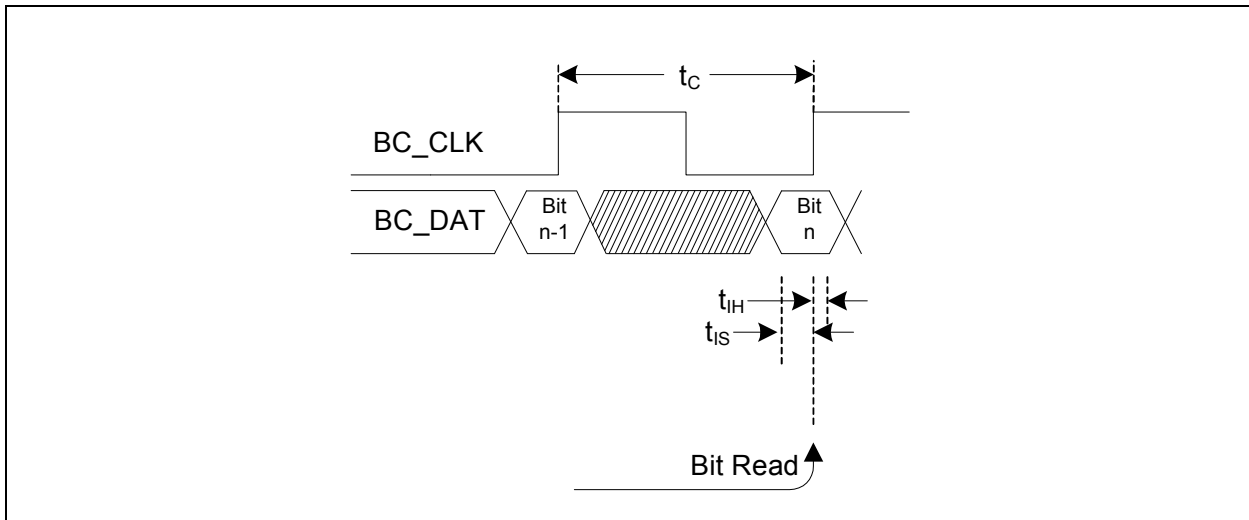 tC
BC_CLK
BC_DAT
Bit
n-1
Bit
n
tIH
tIS
Bit Read